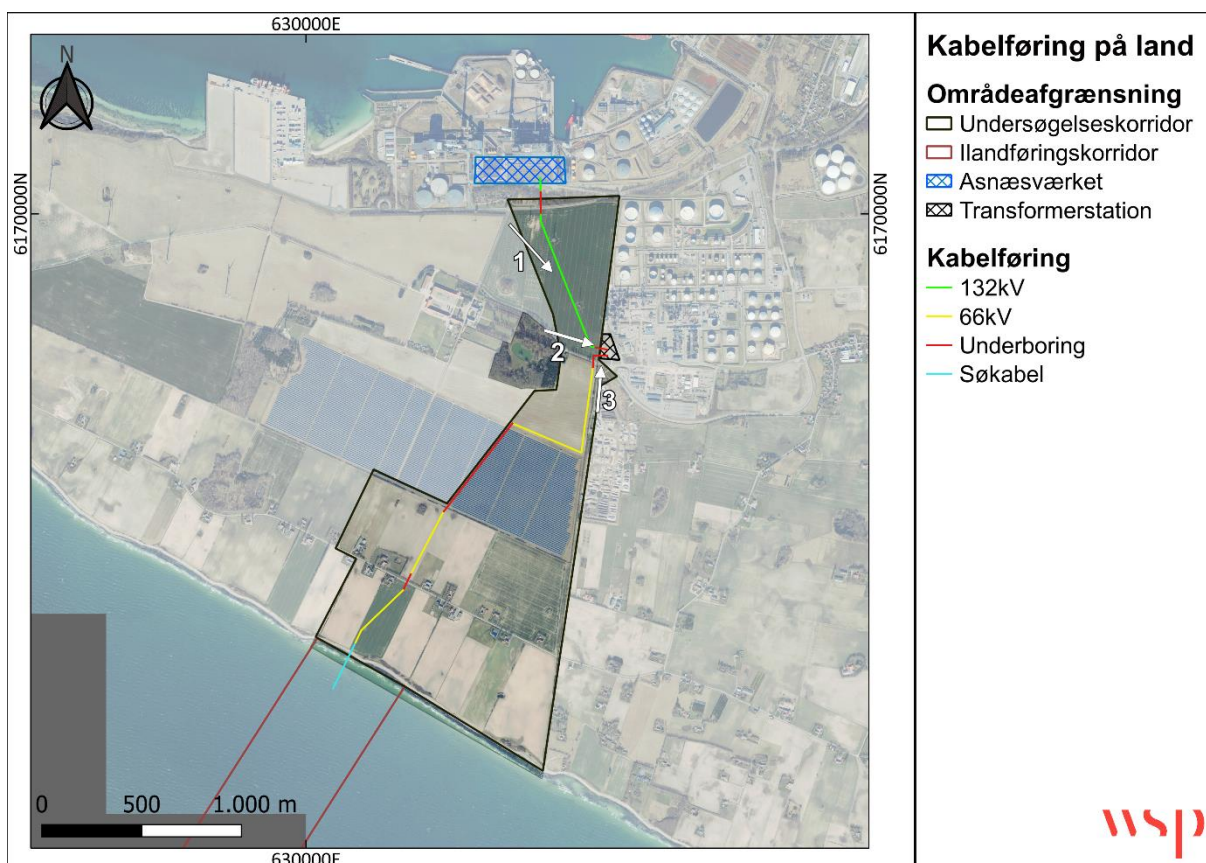 630000E
N
6170000N
6170000N
1
2
3
0 500 1.000 m
630000E
Kabelføring på land
Områdeafgrænsning
Undersøgelseskorridor
Ilandføringskorridor
Asnæsværket
Transformerstation
Kabelføring
132kV
66kV
Underboring
Søkabel
wsp